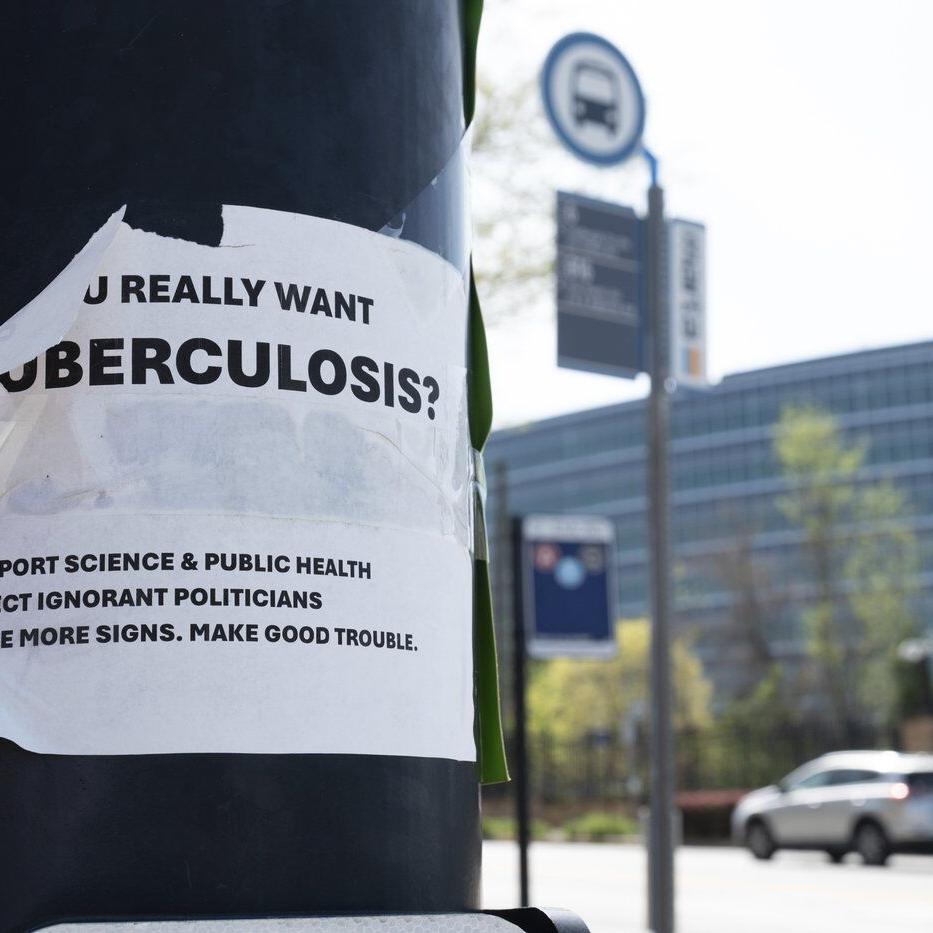 U REALLY WANT
UBERCULOSIS?
PORT SCIENCE & PUBLIC HEALTH
ECT IGNORANT POLITICIANS
E MORE SIGNS. MAKE GOOD TROUBLE.